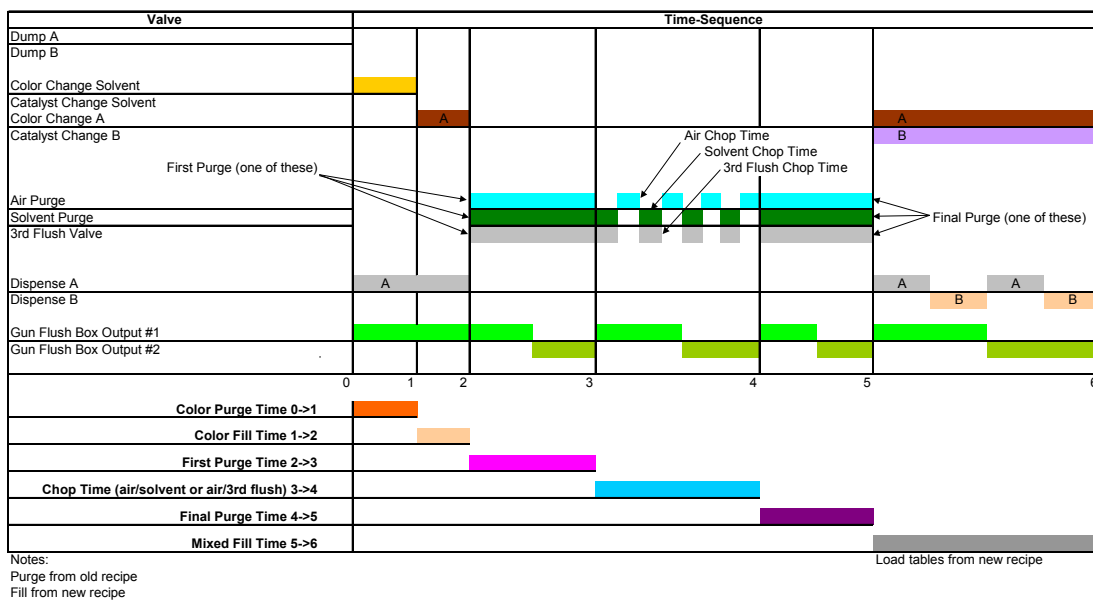 Valve Time-Sequence
Dump A
Dump B
Color Change Solvent
Catalyst Change Solvent
Color Change A A A
Catalyst Change B B
Air Chop Time
Solvent Chop Time
First Purge (one of these) 3rd Flush Chop Time
Air Purge
Solvent Purge Final Purge (one of these)
3rd Flush Valve
Dispense A A A A
Dispense B B B
Gun Flush Box Output #1
Gun Flush Box Output #2 .
0 1 2 3 4 5 6
Color Purge Time 0->1
Color Fill Time 1->2
First Purge Time 2->3
Chop Time (air/solvent or air/3rd flush) 3->4
Final Purge Time 4->5
Mixed Fill Time 5->6
Notes: Load tables from new recipe
Purge from old recipe
Fill from new recipe